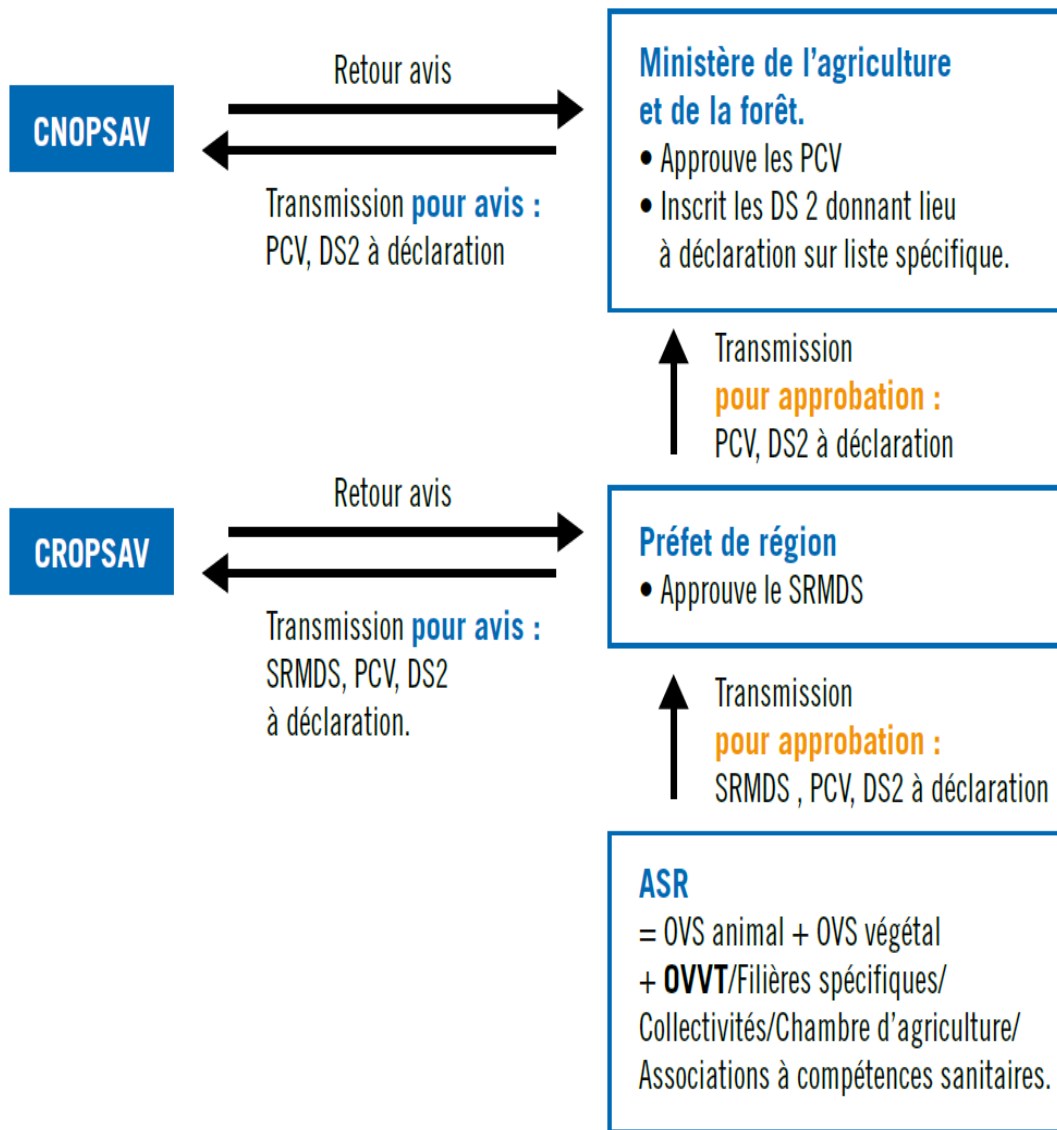 Retour avis
CNOPSAV
Transmission pour avis :
PCV, DS2 à déclaration
Ministère de l'agriculture
et de la forêt.
• Approuve les PCV
• Inscrit les DS 2 donnant lieu
à déclaration sur liste spécifique.
Transmission
pour approbation :
PCV, DS2 à déclaration
Retour avis
CROPSAV
Transmission pour avis :
SRMDS, PCV, DS2
à déclaration.
Préfet de région
• Approuve le SRMDS
Transmission
pour approbation :
SRMDS , PCV, DS2 à déclaration
ASR
= OVS animal + OVS végétal
+ OVVT/Filières spécifiques/
Collectivités/Chambre d'agriculture/
Associations à compétences sanitaires.